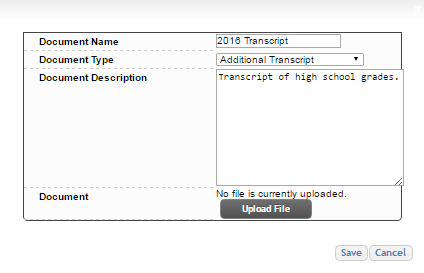 Document Name 2016 Transcript
Document Type Additional Transcript
Document Description Transcript of high school grades.
Document No file is currently uploaded.
Upload File
Save Cancel